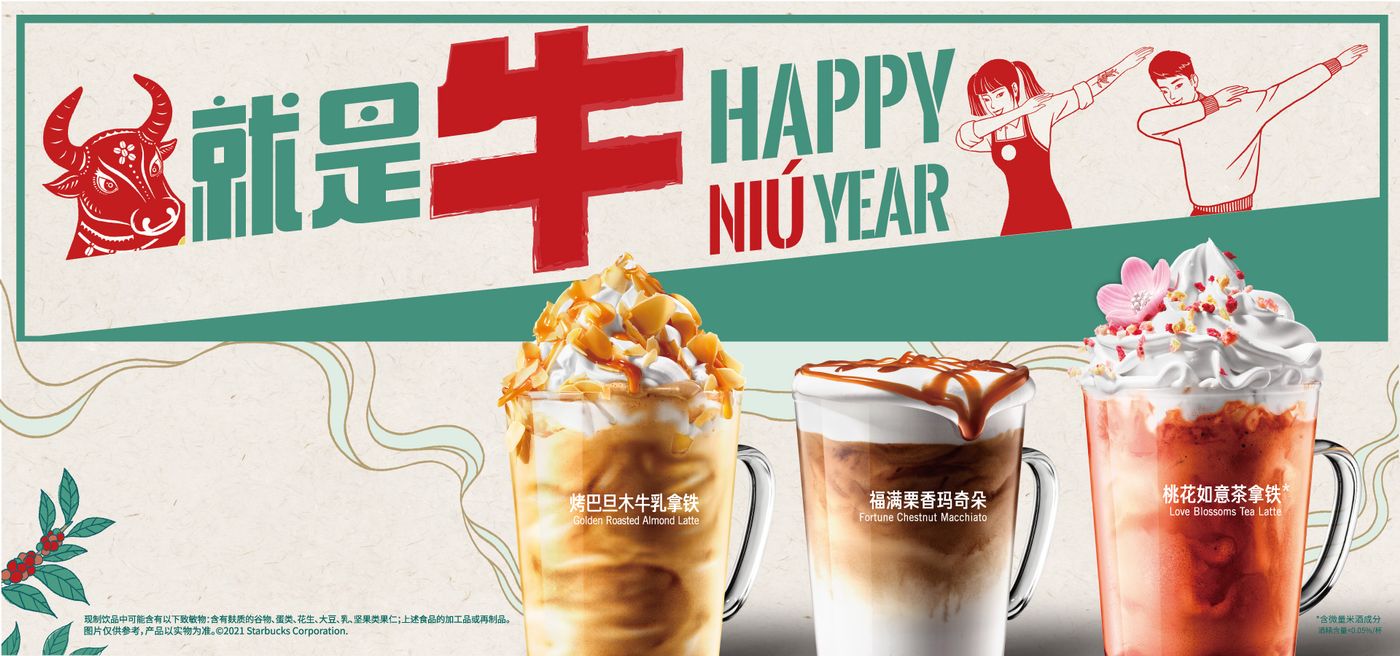 就是牛
HAPPY
NIÚ YEAR
烤巴旦木牛乳拿铁
Golden Roasted Almond Latte
福满栗香玛奇朵
Fortune Chestnut Macchiato
桃花如意茶拿铁*
Love Blossoms Tea Latte
现制饮品中可能含有以下致敏物：含有麸质的谷物、蛋类、花生、大豆、乳、坚果类果仁；上述食品的加工品或再制品。
图片仅供参考，产品以实物为准。©2021 Starbucks Corporation.
*含微量米酒成分
酒精含量<0.05%/杯